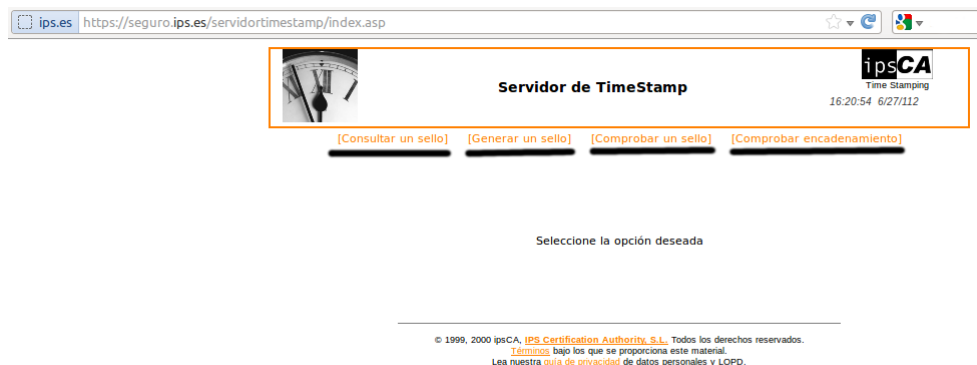 ips.es https://seguro.ips.es/servidortimestamp/index.asp
Servidor de TimeStamp
ipsCA
Time Stamping
16:20:54 6/27/112
[Consultar un sello] [Generar un sello] [Comprobar un sello] [Comprobar encadenamiento]
Seleccione la opción deseada
© 1999, 2000 ipsCA, IPS Certification Authority, S.L. Todos los derechos reservados.
Términos bajo los que se proporciona este material.
Lea nuestra guía de privacidad de datos personales y LOPD.